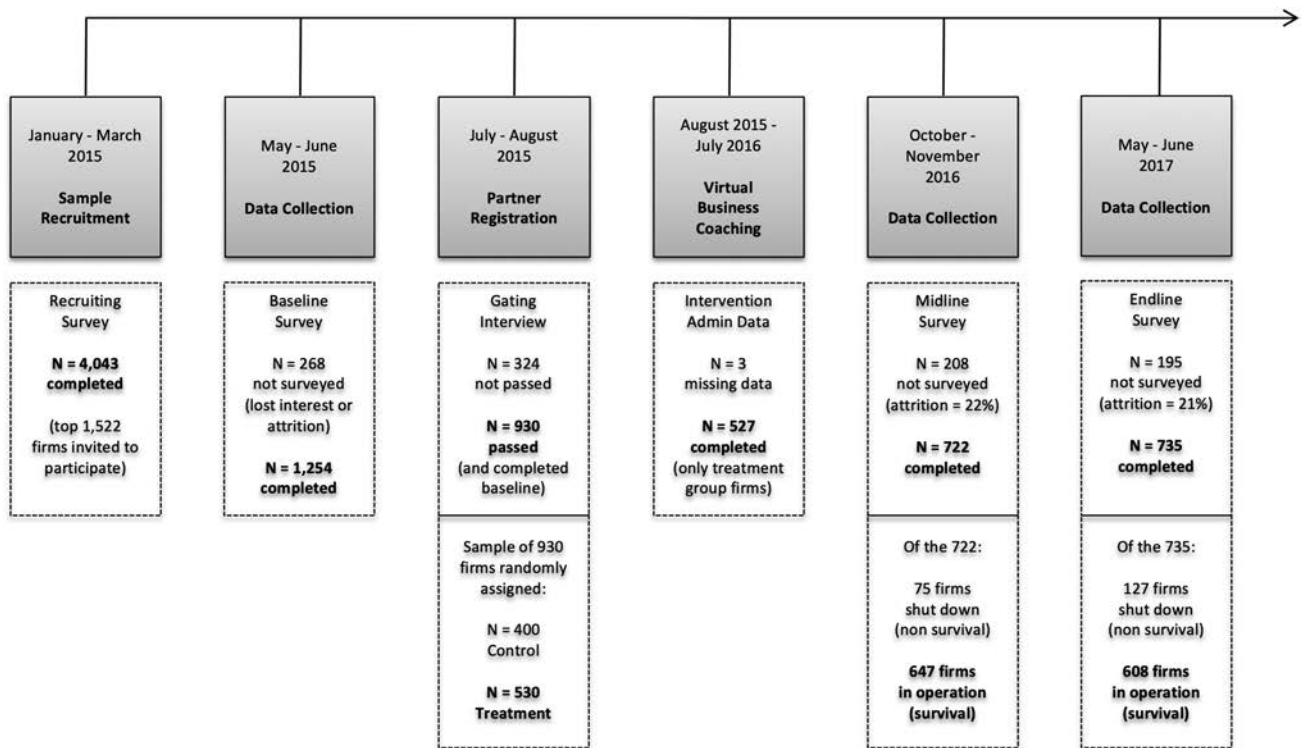 January - March
2015
Sample
Recruitment
May - June
2015
Data Collection
July - August
2015
Partner
Registration
August 2015 -
July 2016
Virtual
Business
Coaching
October -
November
2016
Data Collection
May - June
2017
Data Collection
Recruiting
Survey
N = 4,043
completed
(top 1,522
firms invited to
participate)
Baseline
Survey
N = 268
not surveyed
(lost interest or
attrition)
N = 1,254
completed
Gating
Interview
N = 324
not passed
N = 930
passed
(and completed
baseline)
Sample of 930
firms randomly
assigned:
N = 400
Control
N = 530
Treatment
Intervention
Admin Data
N = 3
missing data
N = 527
completed
(only treatment
group firms)
Midline
Survey
N = 208
not surveyed
(attrition = 22%)
N = 722
completed
Of the 722:
75 firms
shut down
(non survival)
647 firms
in operation
(survival)
Endline
Survey
N = 195
not surveyed
(attrition = 21%)
N = 735
completed
Of the 735:
127 firms
shut down
(non survival)
608 firms
in operation
(survival)